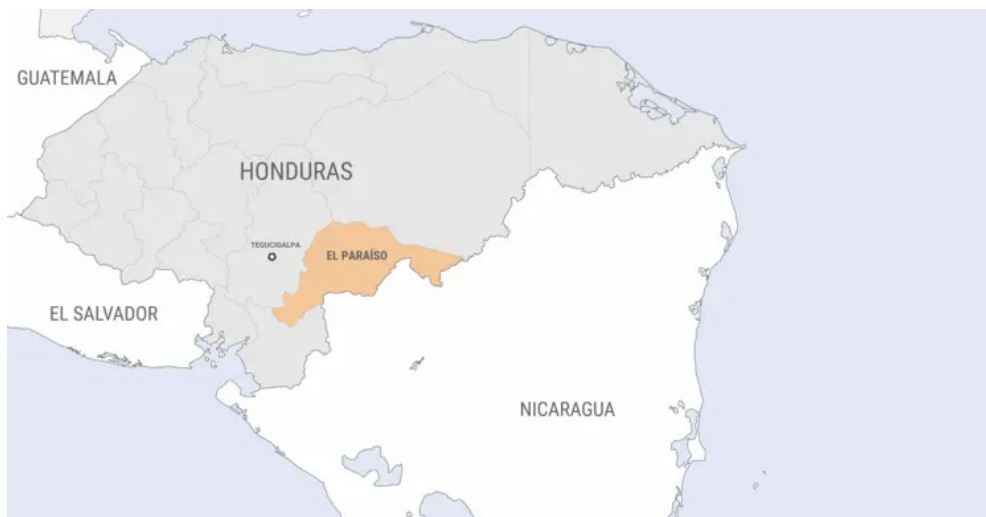 GUATEMALA
HONDURAS
TEGUCIGALPA
EL PARAÍSO
EL SALVADOR
NICARAGUA